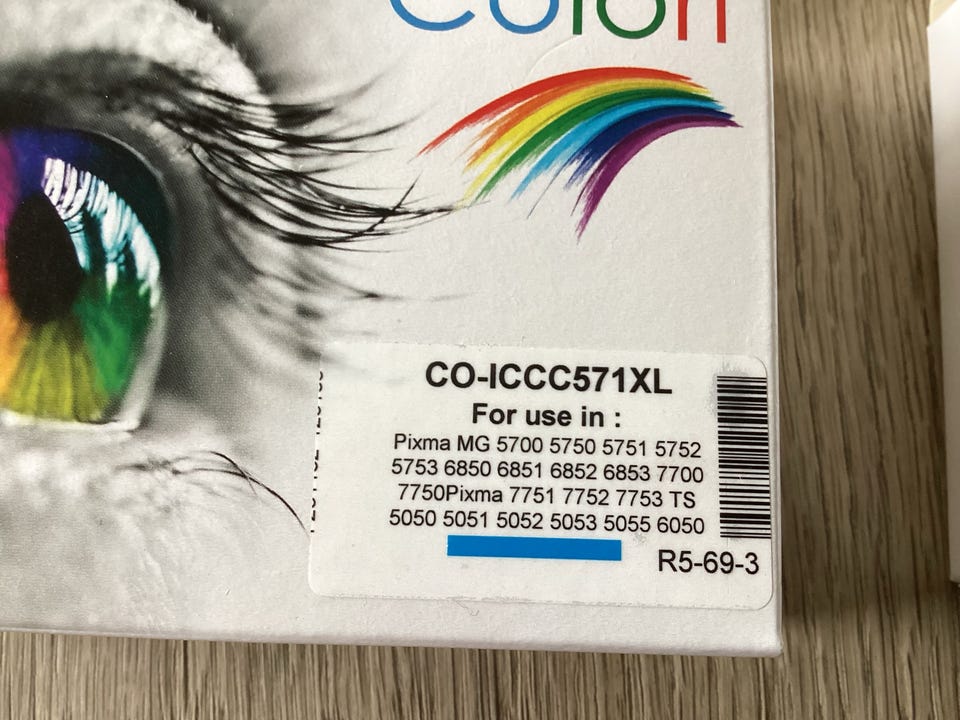 CO-ICCC571XL
For use in :
Pixma MG 5700 5750 5751 5752
5753 6850 6851 6852 6853 7700
7750Pixma 7751 7752 7753 TS
5050 5051 5052 5053 5055 6050
R5-69-3